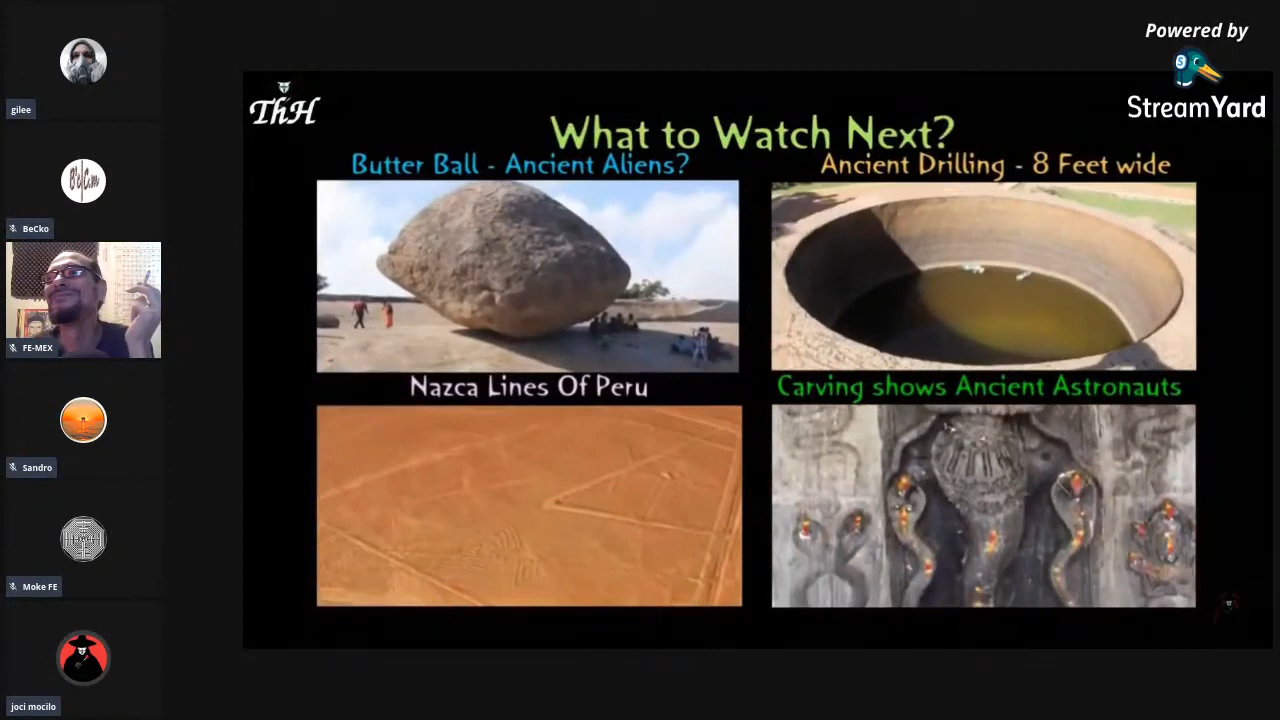 gilee
B'e|C.m
BeCko
FE-MEX
Sandro
Moke FE
joci mocilo
Powered by
StreamYard
S
ThH
What to Watch Next?
Butter Ball - Ancient Aliens?
Ancient Drilling - 8 Feet wide
Nazca Lines Of Peru
Carving shows Ancient Astronauts